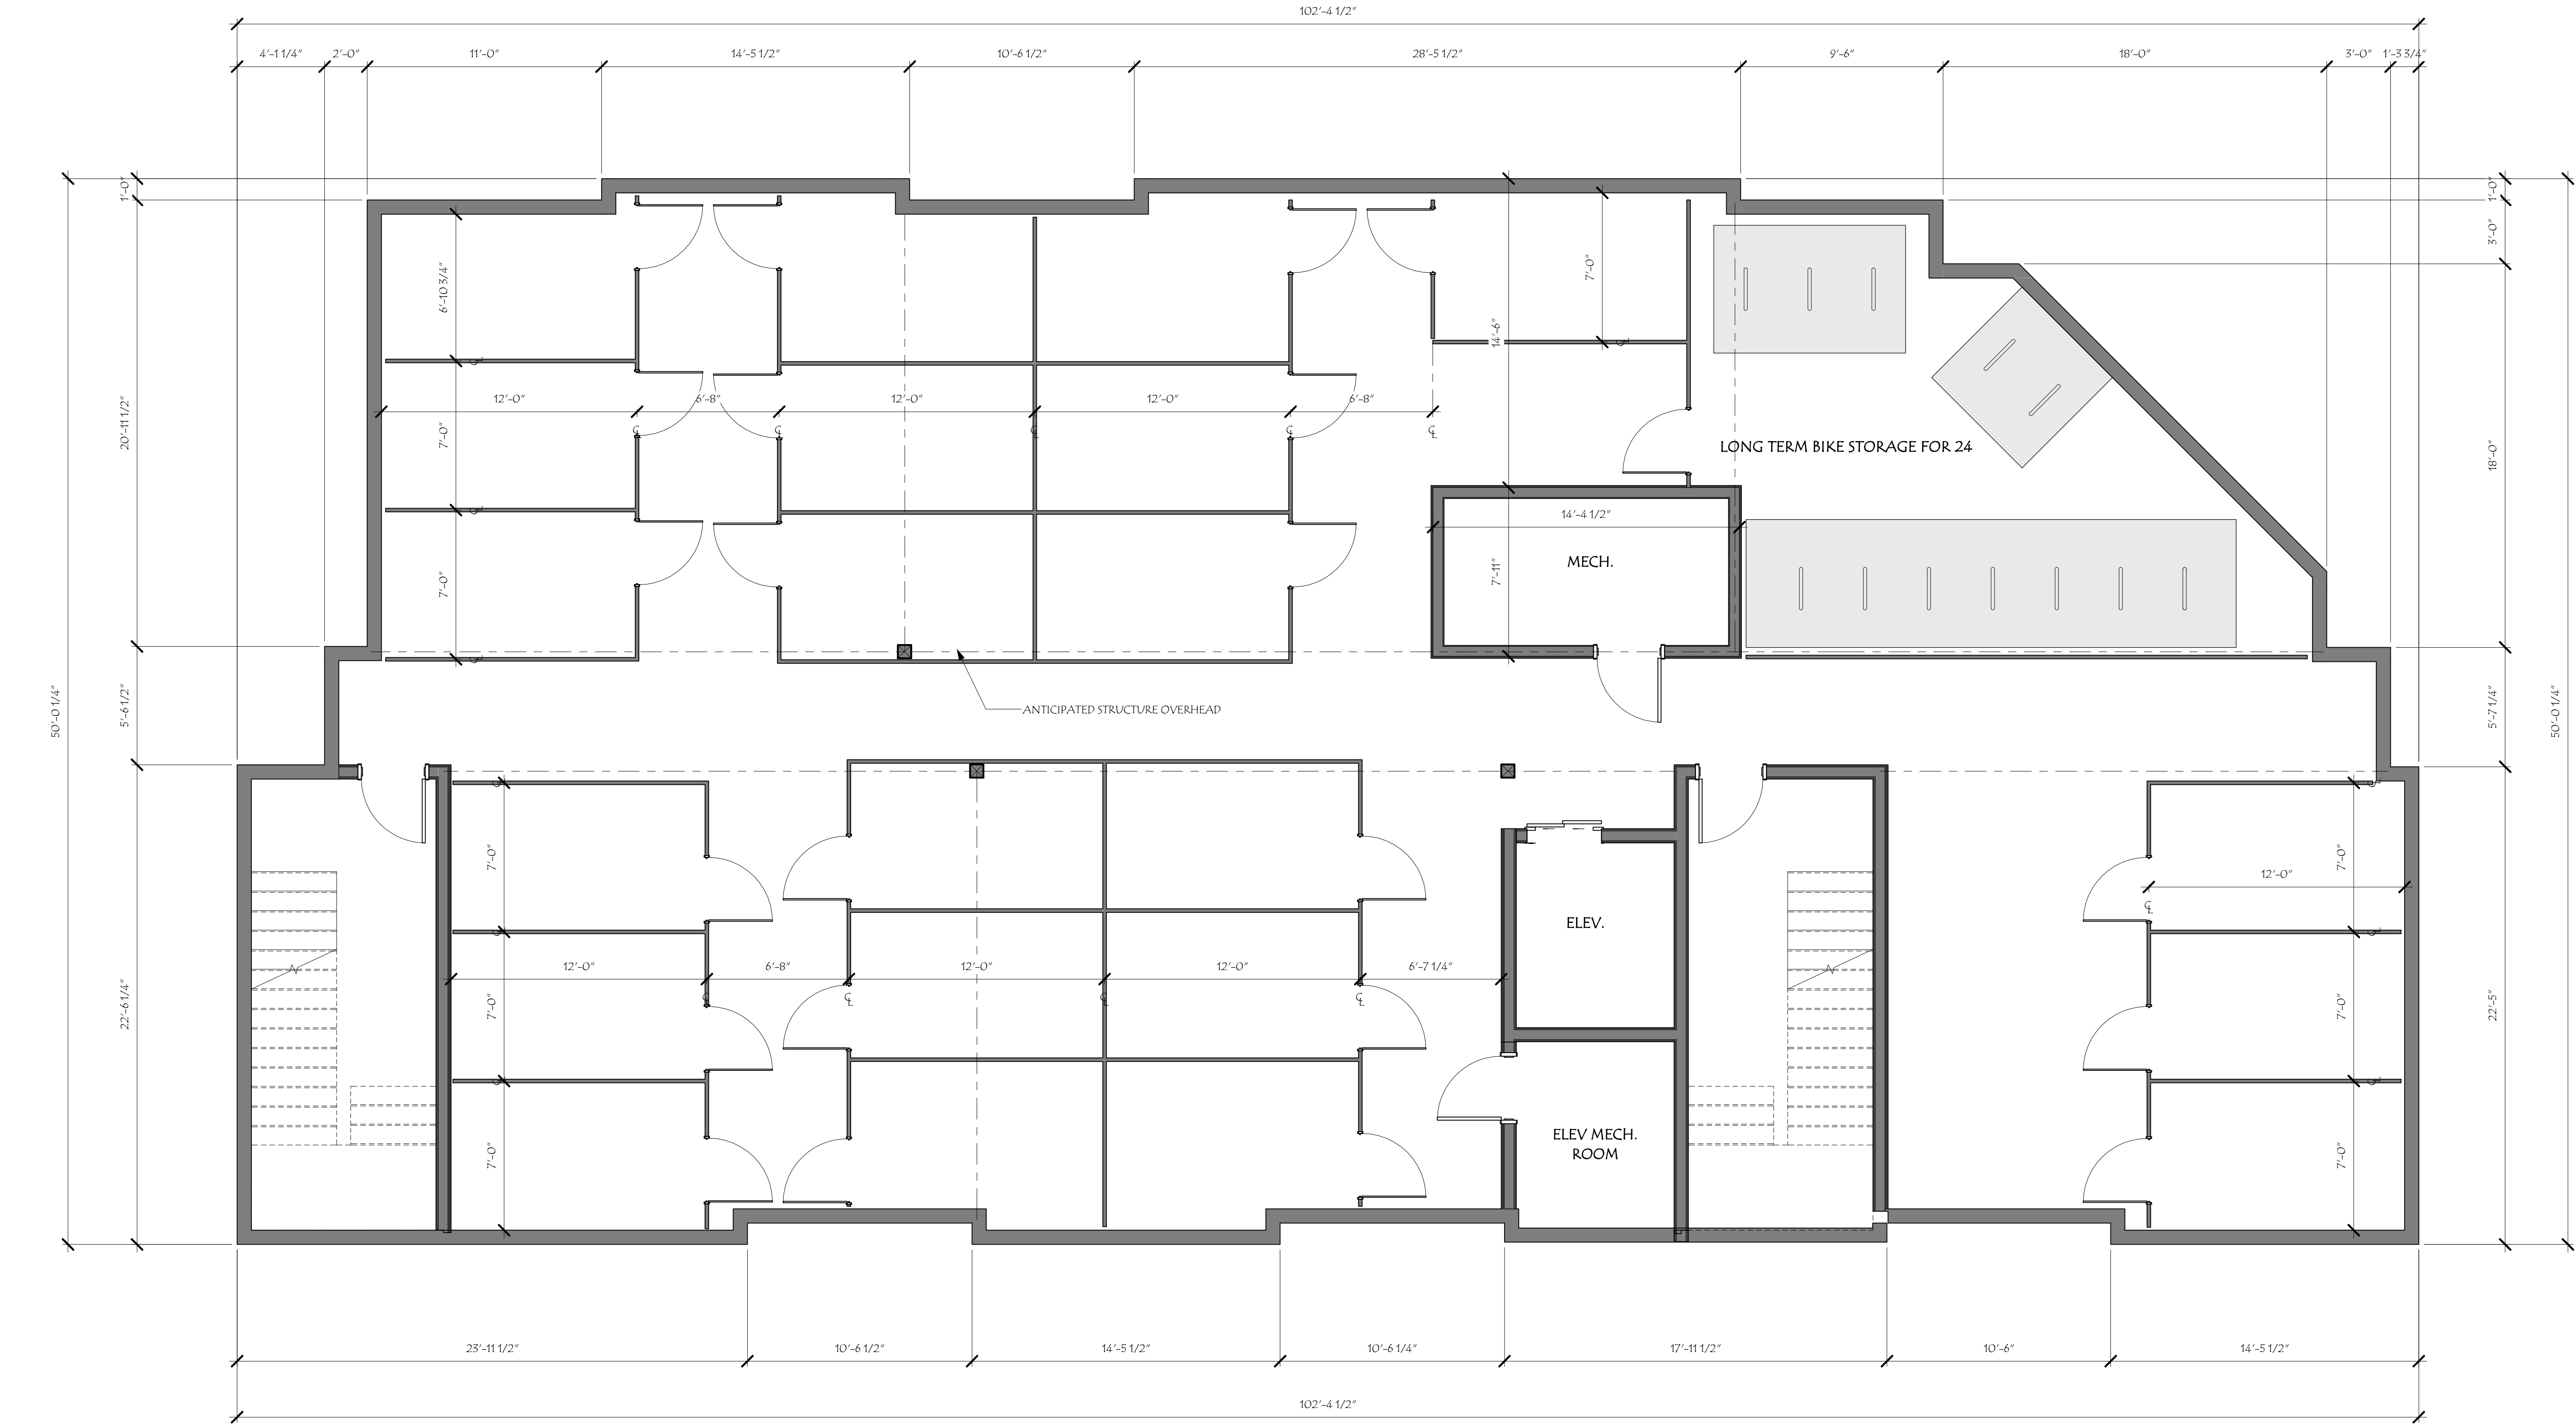 102'-4 1/2"
4'-1 1/4" 2'-0" 11'-0" 14'-5 1/2" 10'-6 1/2" 28'-5 1/2" 9'-6" 18'-0" 3'-0" 1'-3 3/4"
1'-0"
1'-0"
3'-0"
6'-10 3/4"
7'-0"
14'-6"
12'-0" 6'-8" 12'-0" 12'-0" 6'-8"
20'-11 1/2"
7'-0"
LONG TERM BIKE STORAGE FOR 24
18'-0"
14'-4 1/2"
MECH.
7'-0"
7'-11"
50'-0 1/4"
5'-6 1/2"
ANTICIPATED STRUCTURE OVERHEAD
5'-7 1/4"
50'-0 1/4"
7'-0"
7'-0"
12'-0"
ELEV.
12'-0" 6'-8" 12'-0" 12'-0" 6'-7 1/4"
22'-6 1/4"
7'-0"
7'-0"
22'-5"
ELEV MECH.
ROOM
7'-0"
7'-0"
23'-11 1/2" 10'-6 1/2" 14'-5 1/2" 10'-6 1/4" 17'-11 1/2" 10'-6" 14'-5 1/2"
102'-4 1/2"